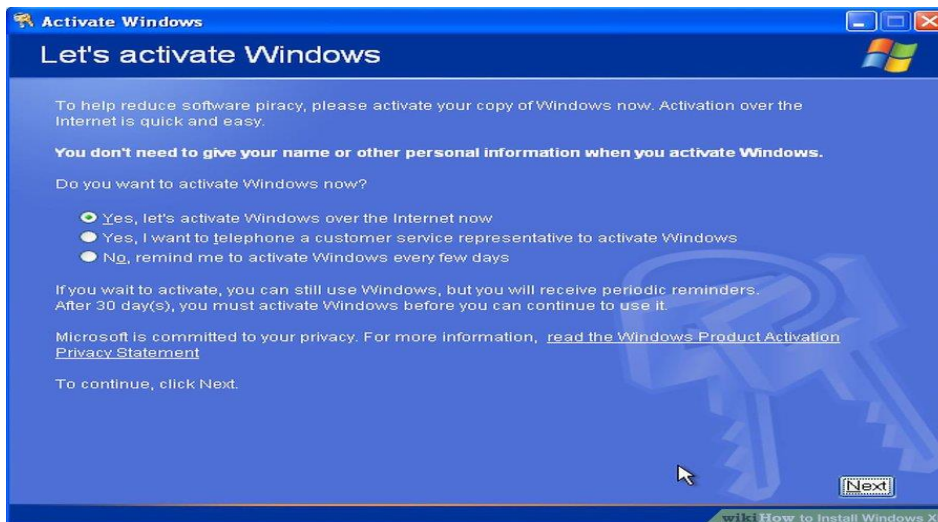 Activate Windows
Let's activate Windows
To help reduce software piracy, please activate your copy of Windows now. Activation over the
Internet is quick and easy.
You don't need to give your name or other personal information when you activate Windows.
Do you want to activate Windows now?
Yes, let's activate Windows over the Internet now
Yes, I want to telephone a customer service representative to activate Windows
No, remind me to activate Windows every few days
If you wait to activate, you can still use Windows, but you will receive periodic reminders.
After 30 day(s), you must activate Windows before you can continue to use it.
Microsoft is committed to your privacy. For more information, read the Windows Product Activation
Privacy Statement
To continue, click Next.
Next
wikiHow to Install Windows X